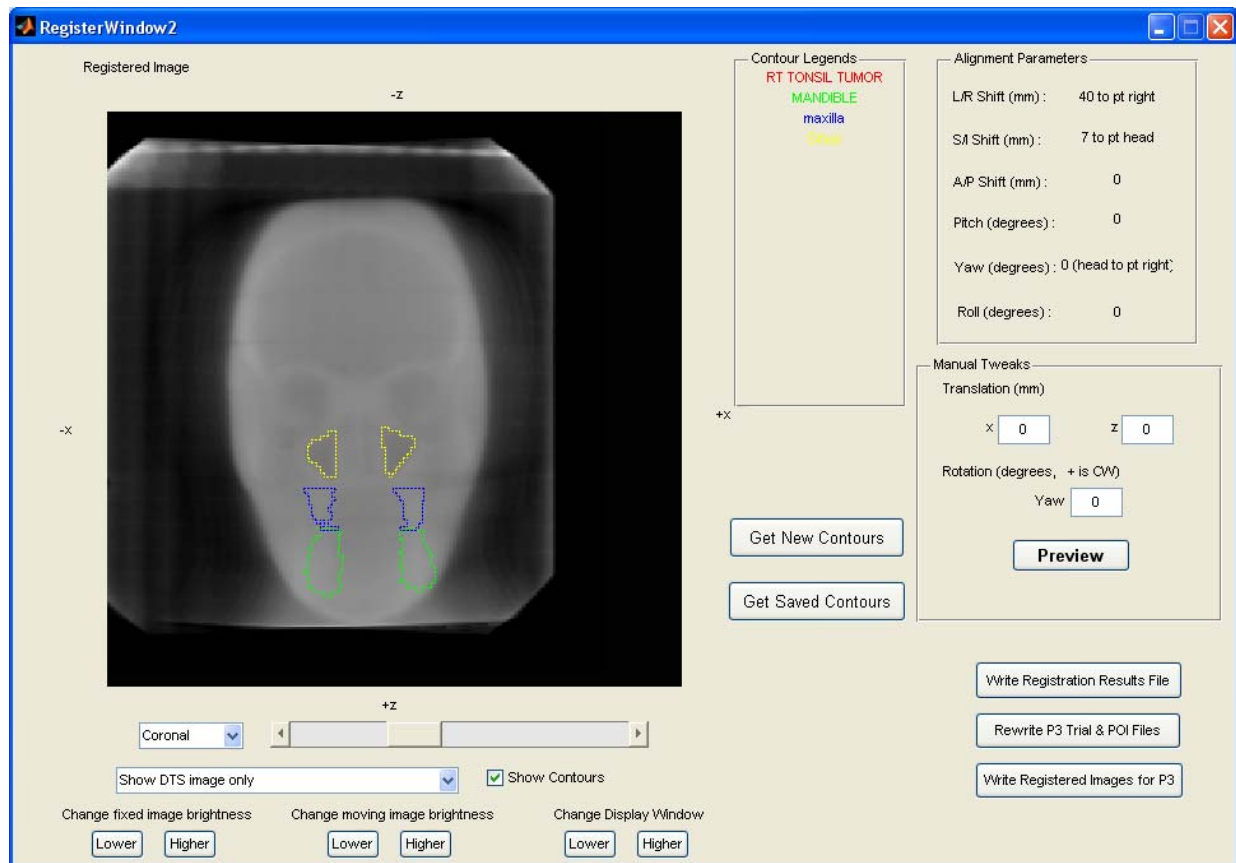 RegisterWindow2
Registered Image
-z
-x
+x
+z
Contour Legends
RT TONSIL TUMOR
MANDIBLE
maxilla
Alignment Parameters
L/R Shift (mm) : 40 to pt right
S/I Shift (mm) : 7 to pt head
A/P Shift (mm) : 0
Pitch (degrees) : 0
Yaw (degrees) : 0 (head to pt right)
Roll (degrees) : 0
Manual Tweaks
Translation (mm)
x 0 z 0
Rotation (degrees, + is CW)
Yaw 0
Preview
Get New Contours
Get Saved Contours
Write Registration Results File
Rewrite P3 Trial & POI Files
Write Registered Images for P3
Coronal
Show DTS image only
Show Contours
Change fixed image brightness
Lower Higher
Change moving image brightness
Lower Higher
Change Display Window
Lower Higher